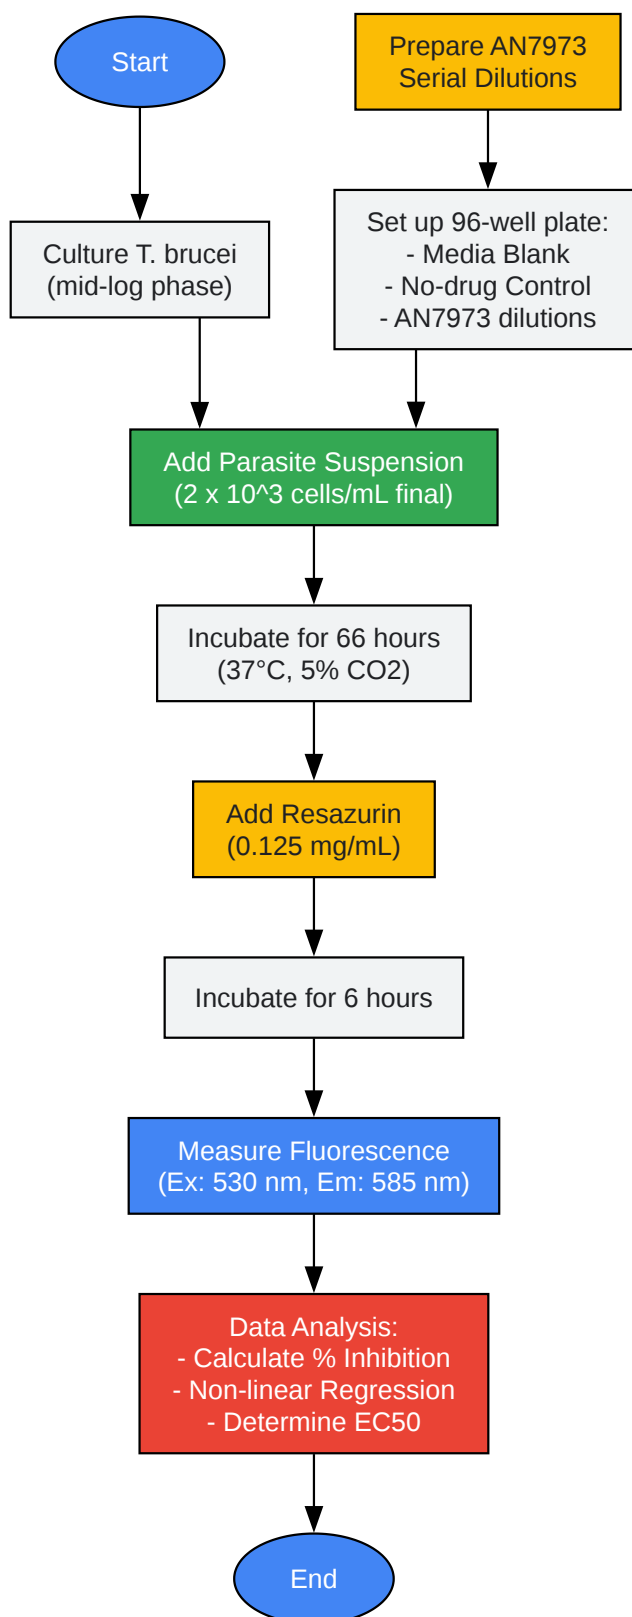 Start
Prepare AN7973
Serial Dilutions
Culture T. brucei
(mid-log phase)
Set up 96-well plate:
- Media Blank
- No-drug Control
- AN7973 dilutions
Add Parasite Suspension
(2 x 10^3 cells/mL final)
Incubate for 66 hours
(37°C, 5% CO2)
Add Resazurin
(0.125 mg/mL)
Incubate for 6 hours
Measure Fluorescence
(Ex: 530 nm, Em: 585 nm)
Data Analysis:
- Calculate % Inhibition
- Non-linear Regression
- Determine EC50
End